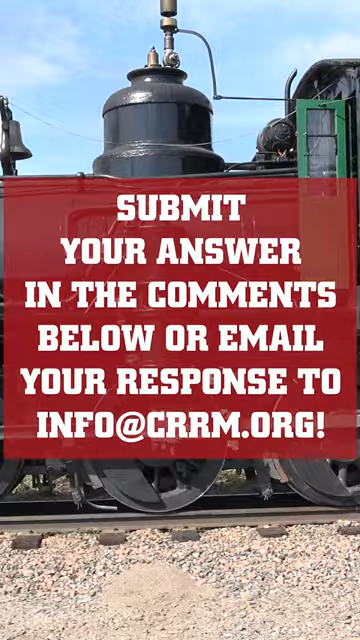 SUBMIT
YOUR ANSWER
IN THE COMMENTS
BELOW OR EMAIL
YOUR RESPONSE TO
INFO@CRRM.ORG!